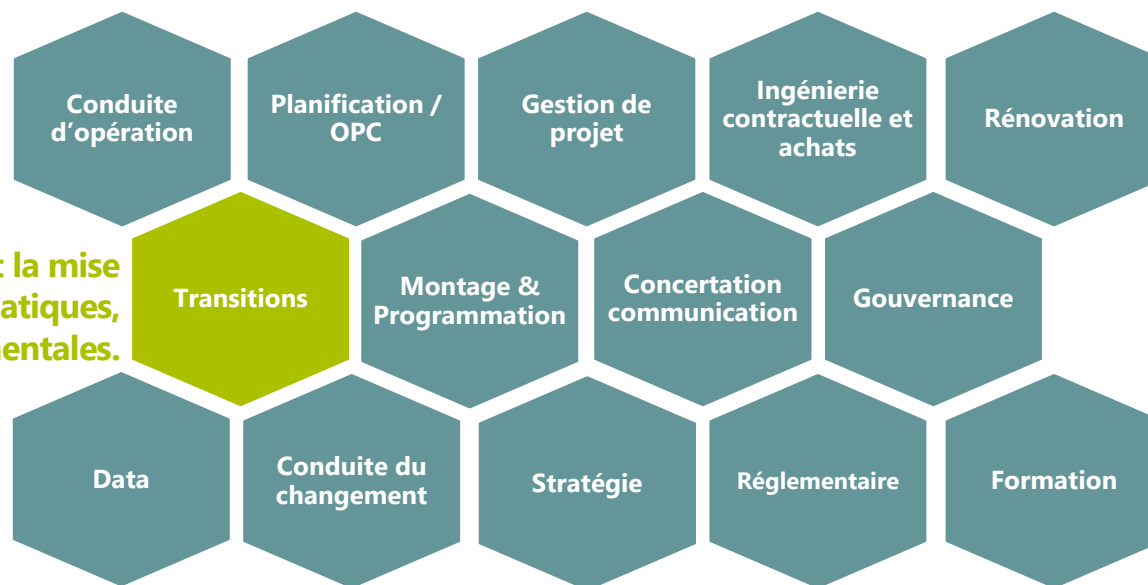 Conduite
d’opération
Planification /
OPC
Gestion de
projet
Ingénierie
contractuelle et
achats
Rénovation
t la mise
atiques,
mentales.
Transitions
Montage &
Programmation
Concertation
communication
Gouvernance
Data
Conduite du
changement
Stratégie
Réglementaire
Formation